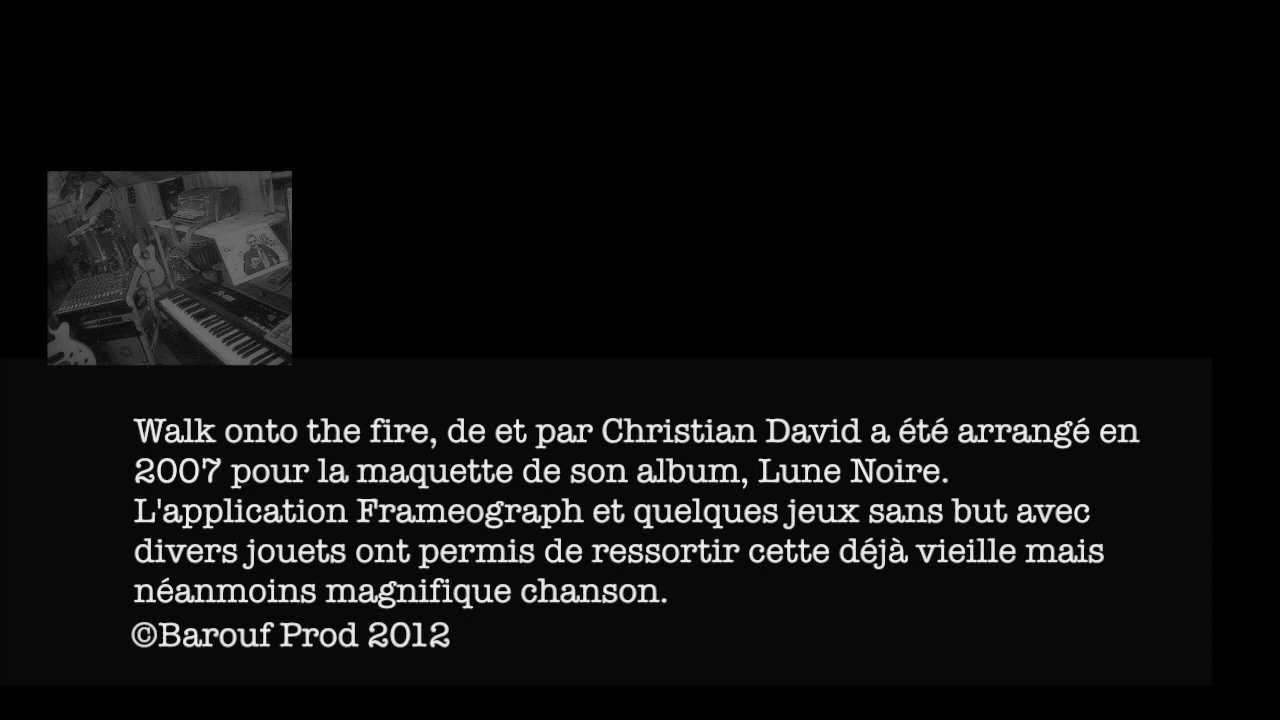 Walk onto the fire, de et par Christian David a été arrangé en
2007 pour la maquette de son album, Lune Noire.
L'application Frameograph et quelques jeux sans but avec
divers jouets ont permis de ressortir cette déjà vieille mais
néanmoins magnifique chanson.
©Barouf Prod 2012